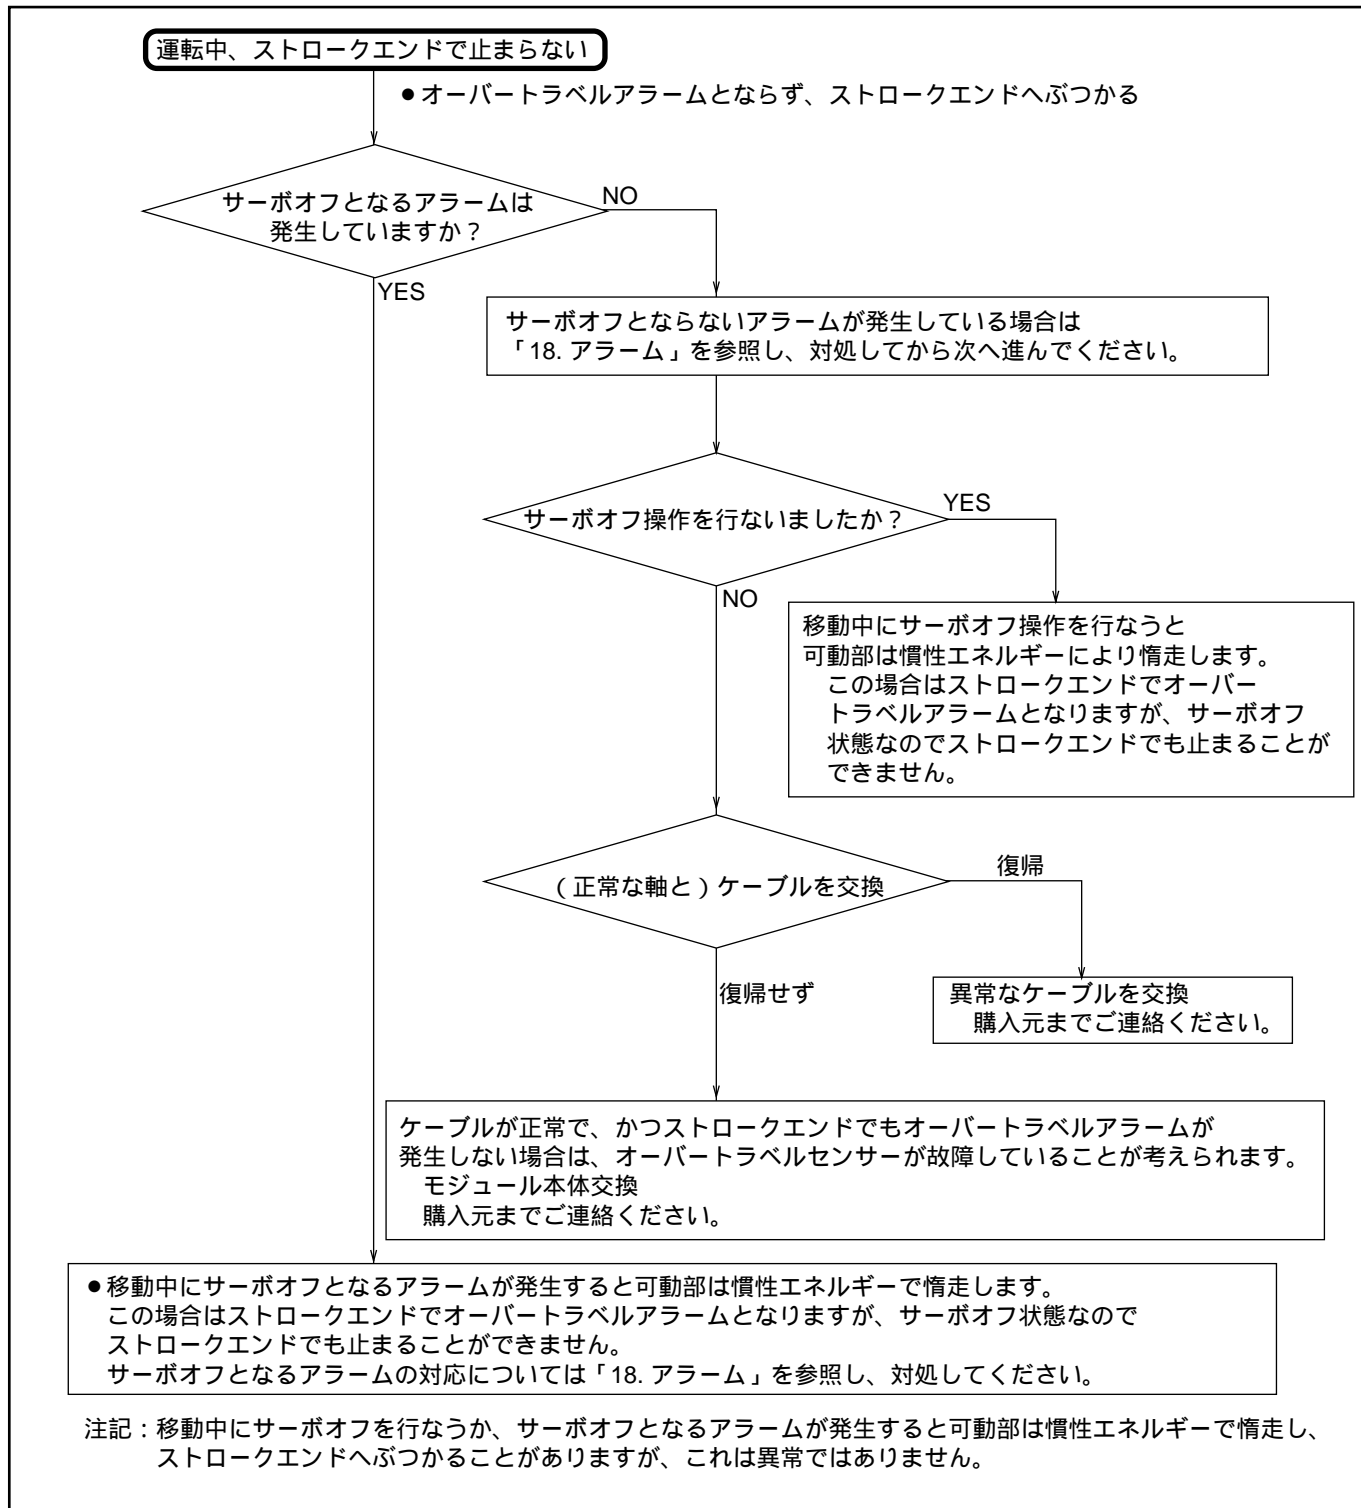 運転中、ストロークエンドで止まらない
●オーバートラベルアラームとならず、ストロークエンドへぶつかる
サーボオフとなるアラームは
発生していますか？
NO
YES
サーボオフとならないアラームが発生している場合は
「18. アラーム」を参照し、対処してから次へ進んでください。
サーボオフ操作を行ないましたか？
YES
NO
移動中にサーボオフ操作を行なうと
可動部は慣性エネルギーにより惰走します。
この場合はストロークエンドでオーバー
トラベルアラームとなりますが、サーボオフ
状態なのでストロークエンドでも止まることが
できません。
（正常な軸と）ケーブルを交換
復帰
復帰せず
異常なケーブルを交換
購入元までご連絡ください。
ケーブルが正常で、かつストロークエンドでもオーバートラベルアラームが
発生しない場合は、オーバートラベルセンサーが故障していることが考えられます。
モジュール本体交換
購入元までご連絡ください。
●移動中にサーボオフとなるアラームが発生すると可動部は慣性エネルギーで惰走します。
この場合はストロークエンドでオーバートラベルアラームとなりますが、サーボオフ状態なので
ストロークエンドでも止まることができません。
サーボオフとなるアラームの対応については「18. アラーム」を参照し、対処してください。
注記：移動中にサーボオフを行なうか、サーボオフとなるアラームが発生すると可動部は慣性エネルギーで惰走し、
ストロークエンドへぶつかることがありますが、これは異常ではありません。